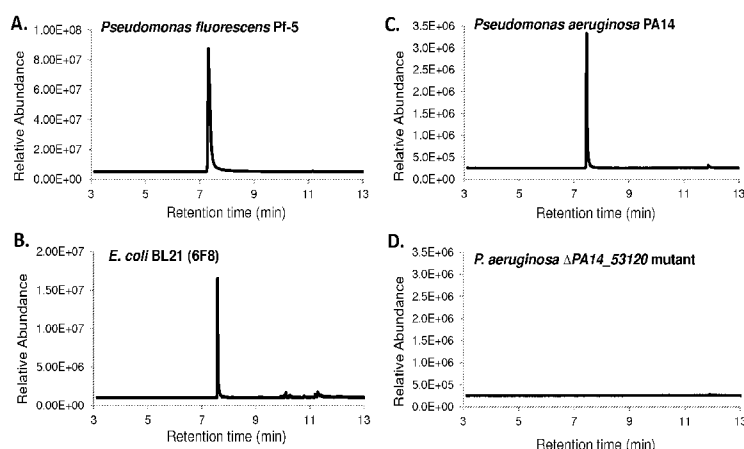 A.
Pseudomonas fluorescens Pf-5
Relative Abundance
1.00E+08
8.00E+07
6.00E+07
4.00E+07
2.00E+07
0.00E+00
3 5 7 9 11 13
Retention time (min)
B.
E. coli BL21 (6F8)
Relative Abundance
2.00E+07
1.50E+07
1.00E+07
5.00E+06
0.00E+00
3 5 7 9 11 13
Retention time (min)
C.
Pseudomonas aeruginosa PA14
Relative Abundance
3.5E+06
3.0E+06
2.5E+06
2.0E+06
1.5E+06
1.0E+06
5.0E+05
0.0E+00
3 5 7 9 11 13
Retention time (min)
D.
P. aeruginosa ΔPA14_53120 mutant
Relative Abundance
3.5E+06
3.0E+06
2.5E+06
2.0E+06
1.5E+06
1.0E+06
5.0E+05
0.0E+00
3 5 7 9 11 13
Retention time (min)